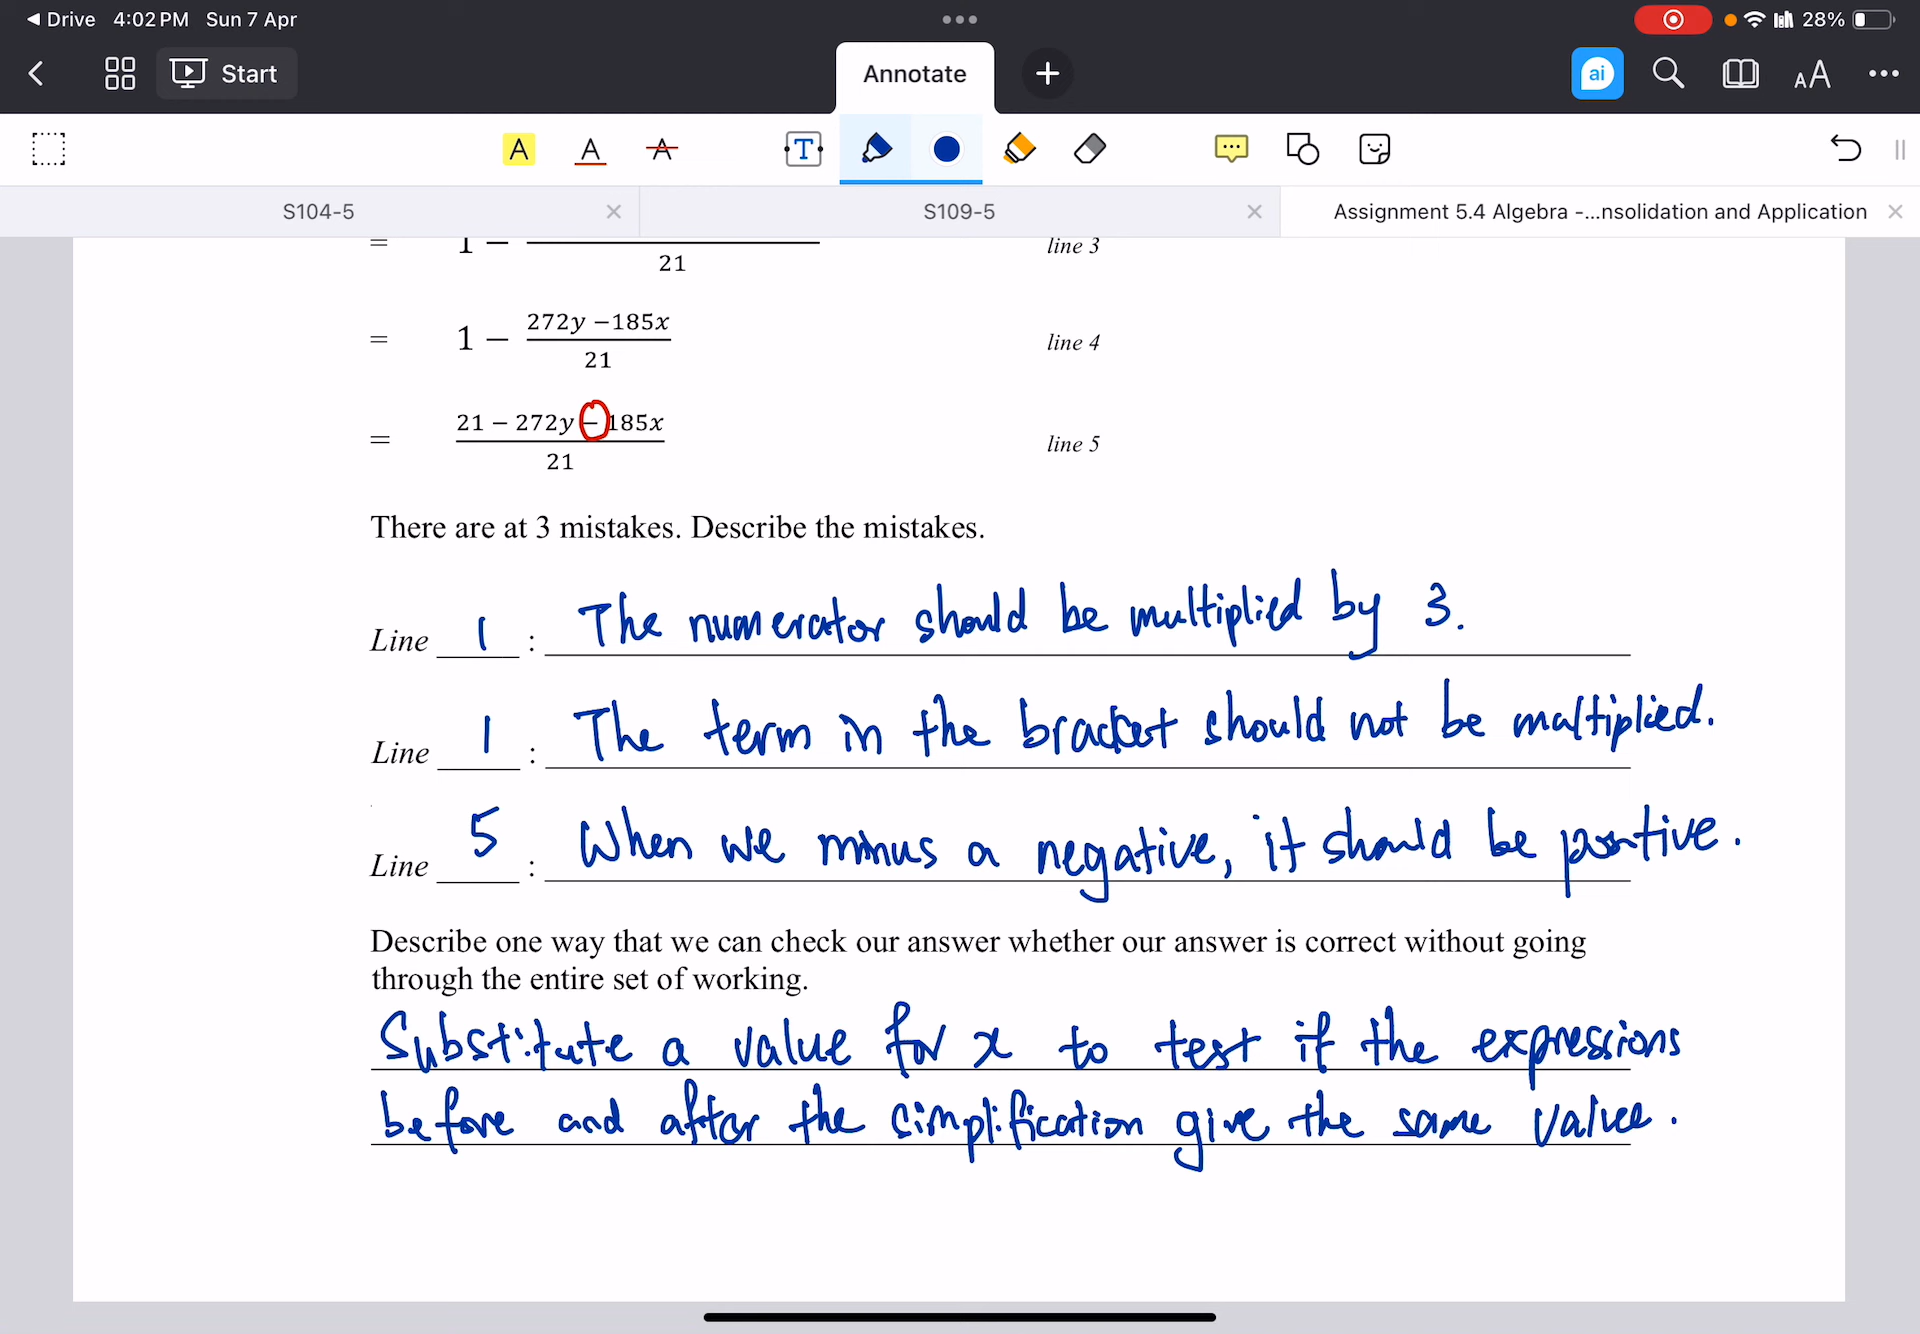 Drive 4:02 PM Sun 7 Apr 28%
Start Annotate ai AA
A A A T
S104-5 S109-5 Assignment 5.4 Algebra -...nsolidation and Application
= 1 − line 3
21
= 1 − 272y −185x line 4
21
= 21 − 272y − 185x line 5
21
There are at 3 mistakes. Describe the mistakes.
Line 1 : The numerator should be multiplied by 3.
Line 1 : The term in the bracket should not be multiplied.
Line 5 : When we minus a negative, it should be positive.
Describe one way that we can check our answer whether our answer is correct without going
through the entire set of working.
Substitute a value for x to test if the expressions
before and after the simplification give the same value.